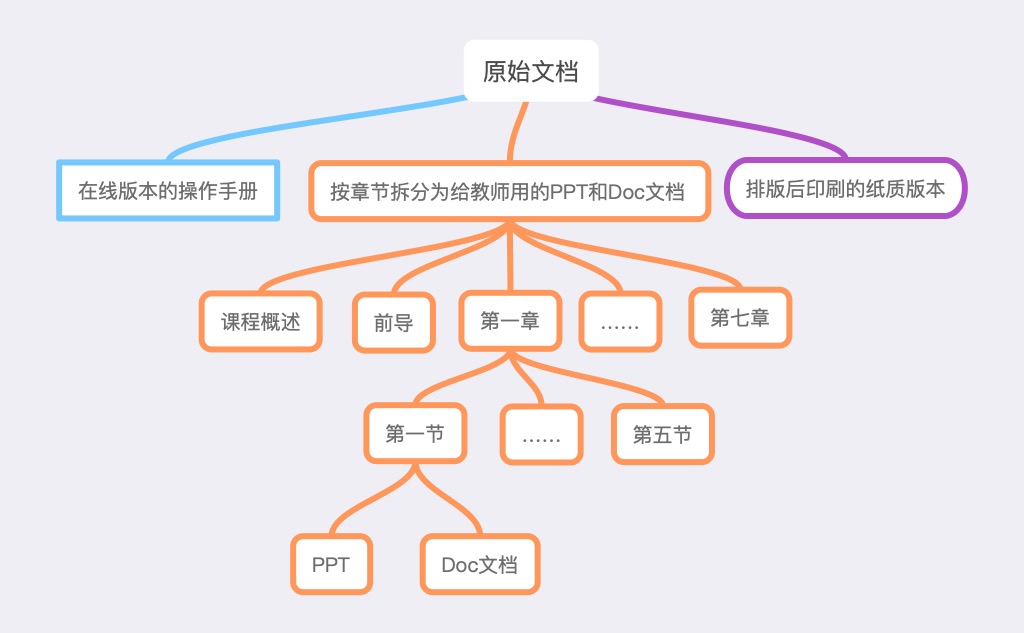 原始文档
在线版本的操作手册
按章节拆分为给教师用的PPT和Doc文档
排版后印刷的纸质版本
课程概述
前导
第一章
……
第七章
第一节
……
第五节
PPT
Doc文档